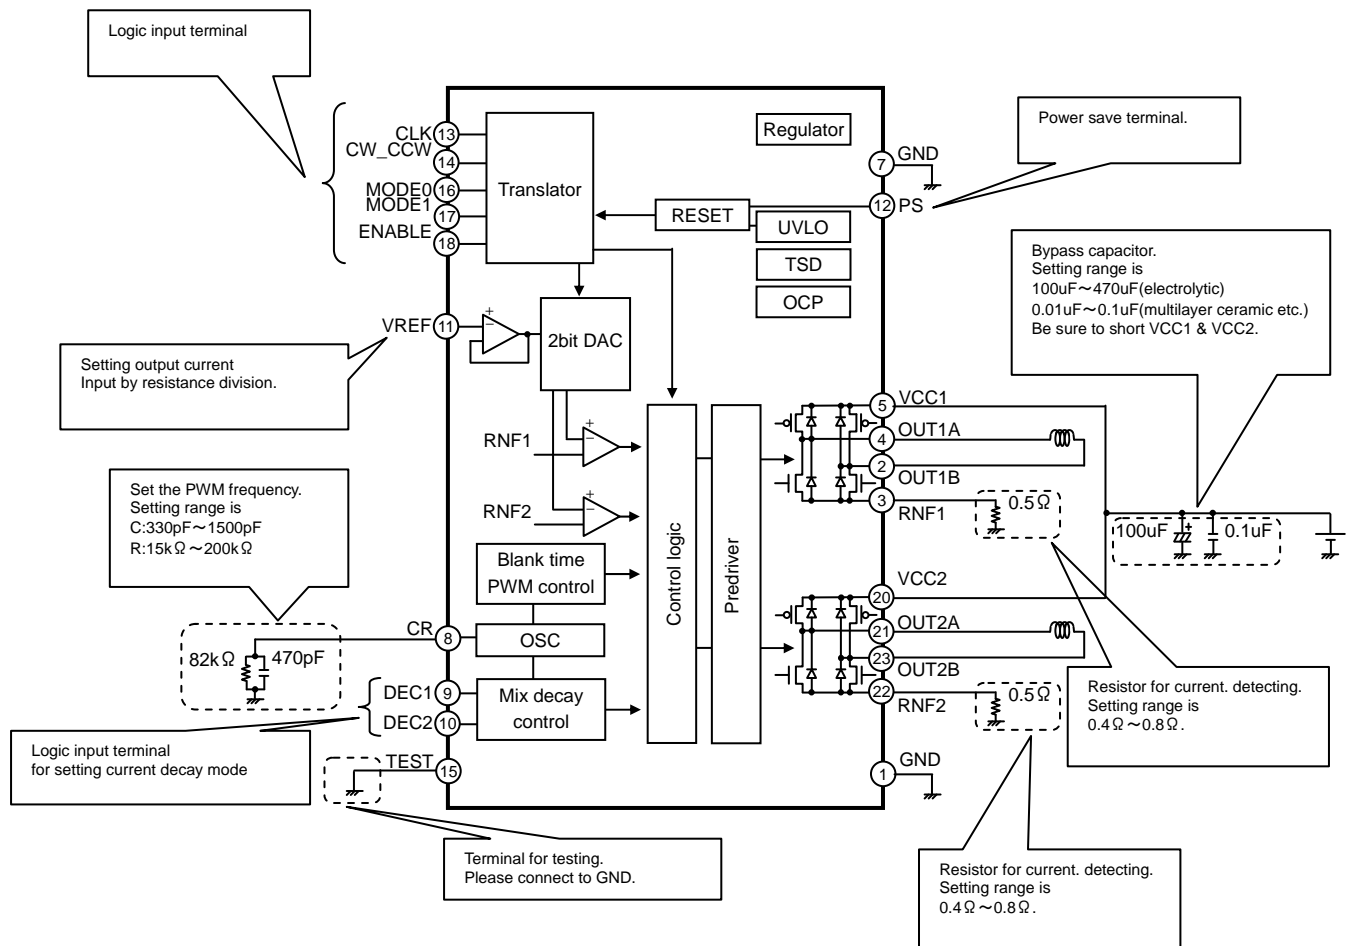 Logic input terminal
Power save terminal.
Bypass capacitor.
Setting range is
100uF~470uF(electrolytic)
0.01uF~0.1uF(multilayer ceramic etc.)
Be sure to short VCC1 & VCC2.
CLK 13
CW_CCW 14
MODE0 16
MODE1 17
ENABLE 18
Translator
Regulator
7 GND
RESET
12 PS
UVLO
TSD
OCP
VREF 11
+
−
2bit DAC
Setting output current
Input by resistance division.
RNF1
+
−
RNF2
+
−
Control logic
Predriver
5 VCC1
4 OUT1A
2 OUT1B
3 RNF1
0.5Ω
100uF
+
0.1uF
Set the PWM frequency.
Setting range is
C:330pF~1500pF
R:15kΩ~200kΩ
Blank time
PWM control
20 VCC2
21 OUT2A
23 OUT2B
22 RNF2
0.5Ω
CR 8
OSC
82kΩ
470pF
DEC1 9
DEC2 10
Mix decay
control
Logic input terminal
for setting current decay mode
TEST 15
1 GND
Resistor for current. detecting.
Setting range is
0.4Ω~0.8Ω.
Terminal for testing.
Please connect to GND.
Resistor for current. detecting.
Setting range is
0.4Ω~0.8Ω.